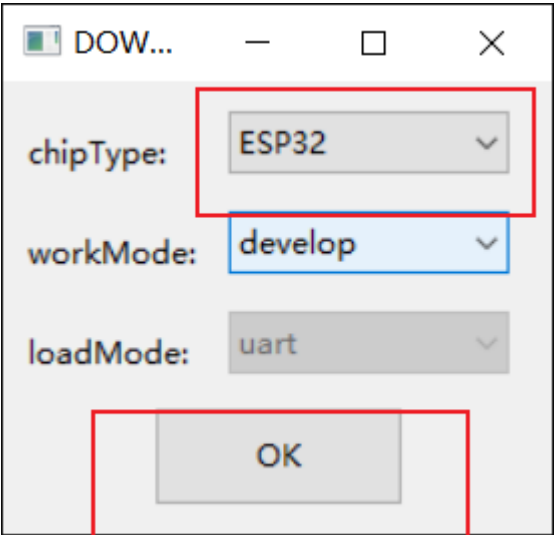 DOW...
chipType: ESP32
workMode: develop
loadMode: uart
OK